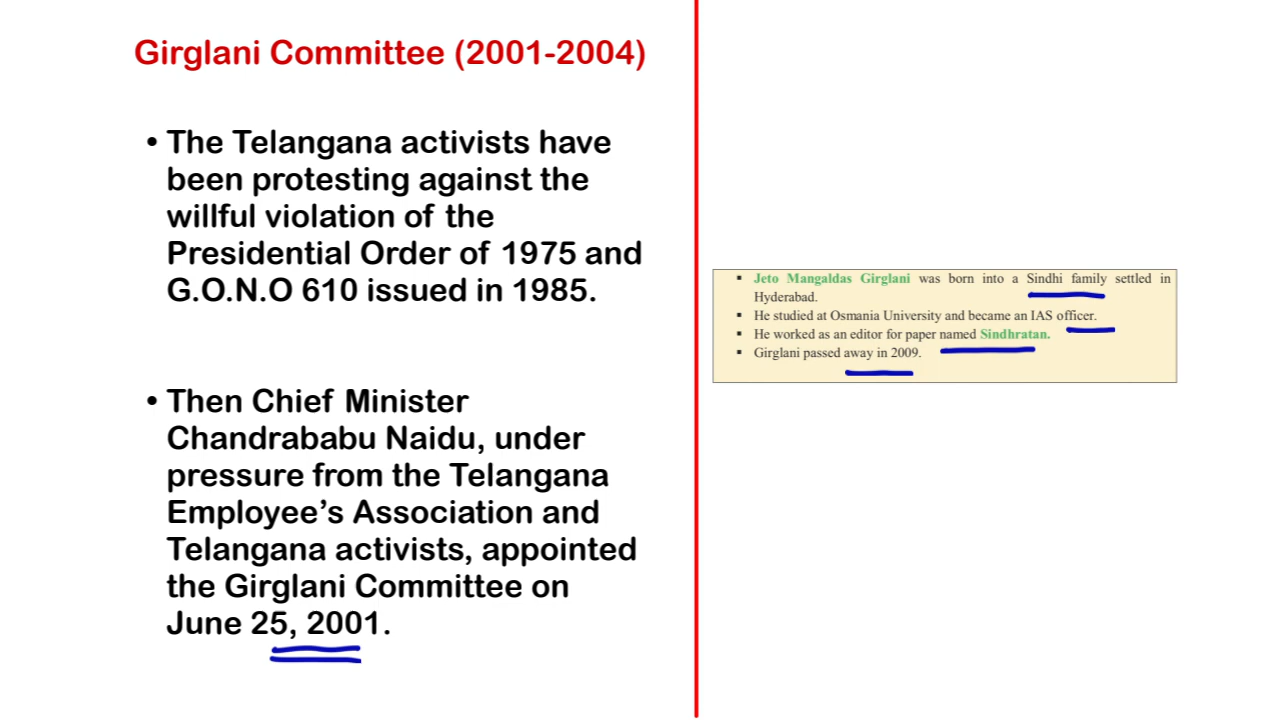 Girglani Committee (2001-2004)
• The Telangana activists have
been protesting against the
willful violation of the
Presidential Order of 1975 and
G.O.N.O 610 issued in 1985.
• Then Chief Minister
Chandrababu Naidu, under
pressure from the Telangana
Employee’s Association and
Telangana activists, appointed
the Girglani Committee on
June 25, 2001.
▪ Jeto Mangaldas Girglani was born into a Sindhi family settled in
Hyderabad.
▪ He studied at Osmania University and became an IAS officer.
▪ He worked as an editor for paper named Sindhratan.
▪ Girglani passed away in 2009.